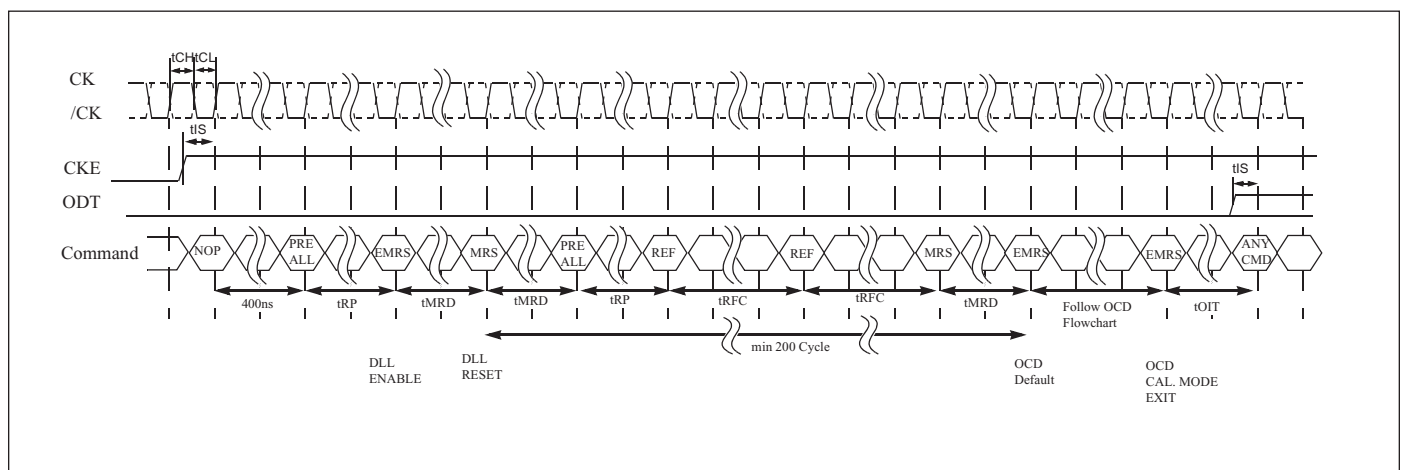 tCH tCL
CK
/CK
tIS
CKE
tIS
ODT
Command
NOP
PRE
ALL
EMRS
MRS
PRE
ALL
REF
REF
MRS
EMRS
EMRS
ANY
CMD
400ns
tRP
tMRD
tMRD
tRP
tRFC
tRFC
tMRD
Follow OCD
Flowchart
tOIT
min 200 Cycle
DLL
ENABLE
DLL
RESET
OCD
Default
OCD
CAL. MODE
EXIT